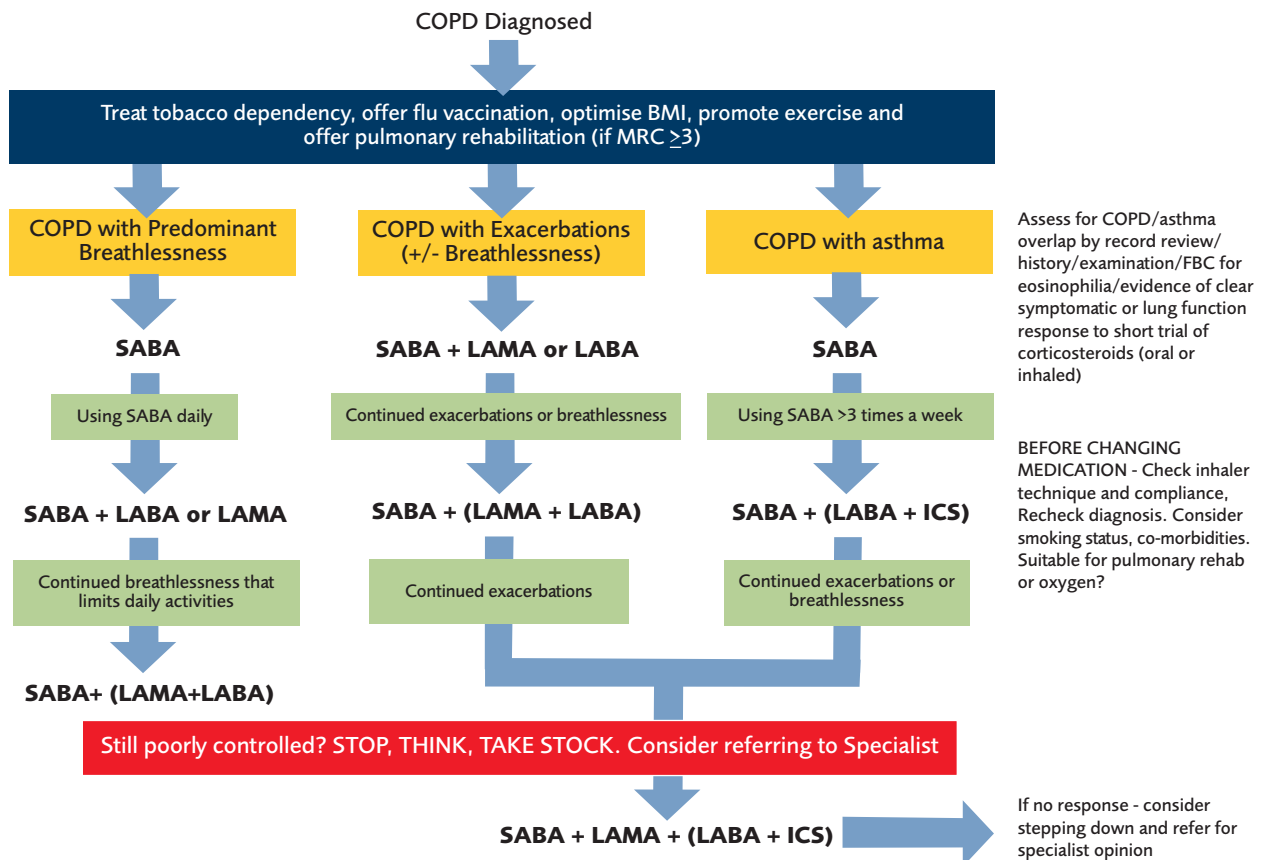 COPD Diagnosed
Treat tobacco dependency, offer flu vaccination, optimise BMI, promote exercise and
offer pulmonary rehabilitation (if MRC ≥3)
COPD with Predominant
Breathlessness
SABA
Using SABA daily
SABA + LABA or LAMA
Continued breathlessness that
limits daily activities
SABA+ (LAMA+LABA)
COPD with Exacerbations
(+/- Breathlessness)
SABA + LAMA or LABA
Continued exacerbations or breathlessness
SABA + (LAMA + LABA)
Continued exacerbations
COPD with asthma
SABA
Using SABA >3 times a week
SABA + (LABA + ICS)
Continued exacerbations or
breathlessness
Assess for COPD/asthma
overlap by record review/
history/examination/FBC for
eosinophilia/evidence of clear
symptomatic or lung function
response to short trial of
corticosteroids (oral or
inhaled)
BEFORE CHANGING
MEDICATION - Check inhaler
technique and compliance,
Recheck diagnosis. Consider
smoking status, co-morbidities.
Suitable for pulmonary rehab
or oxygen?
Still poorly controlled? STOP, THINK, TAKE STOCK. Consider referring to Specialist
SABA + LAMA + (LABA + ICS)
If no response - consider
stepping down and refer for
specialist opinion